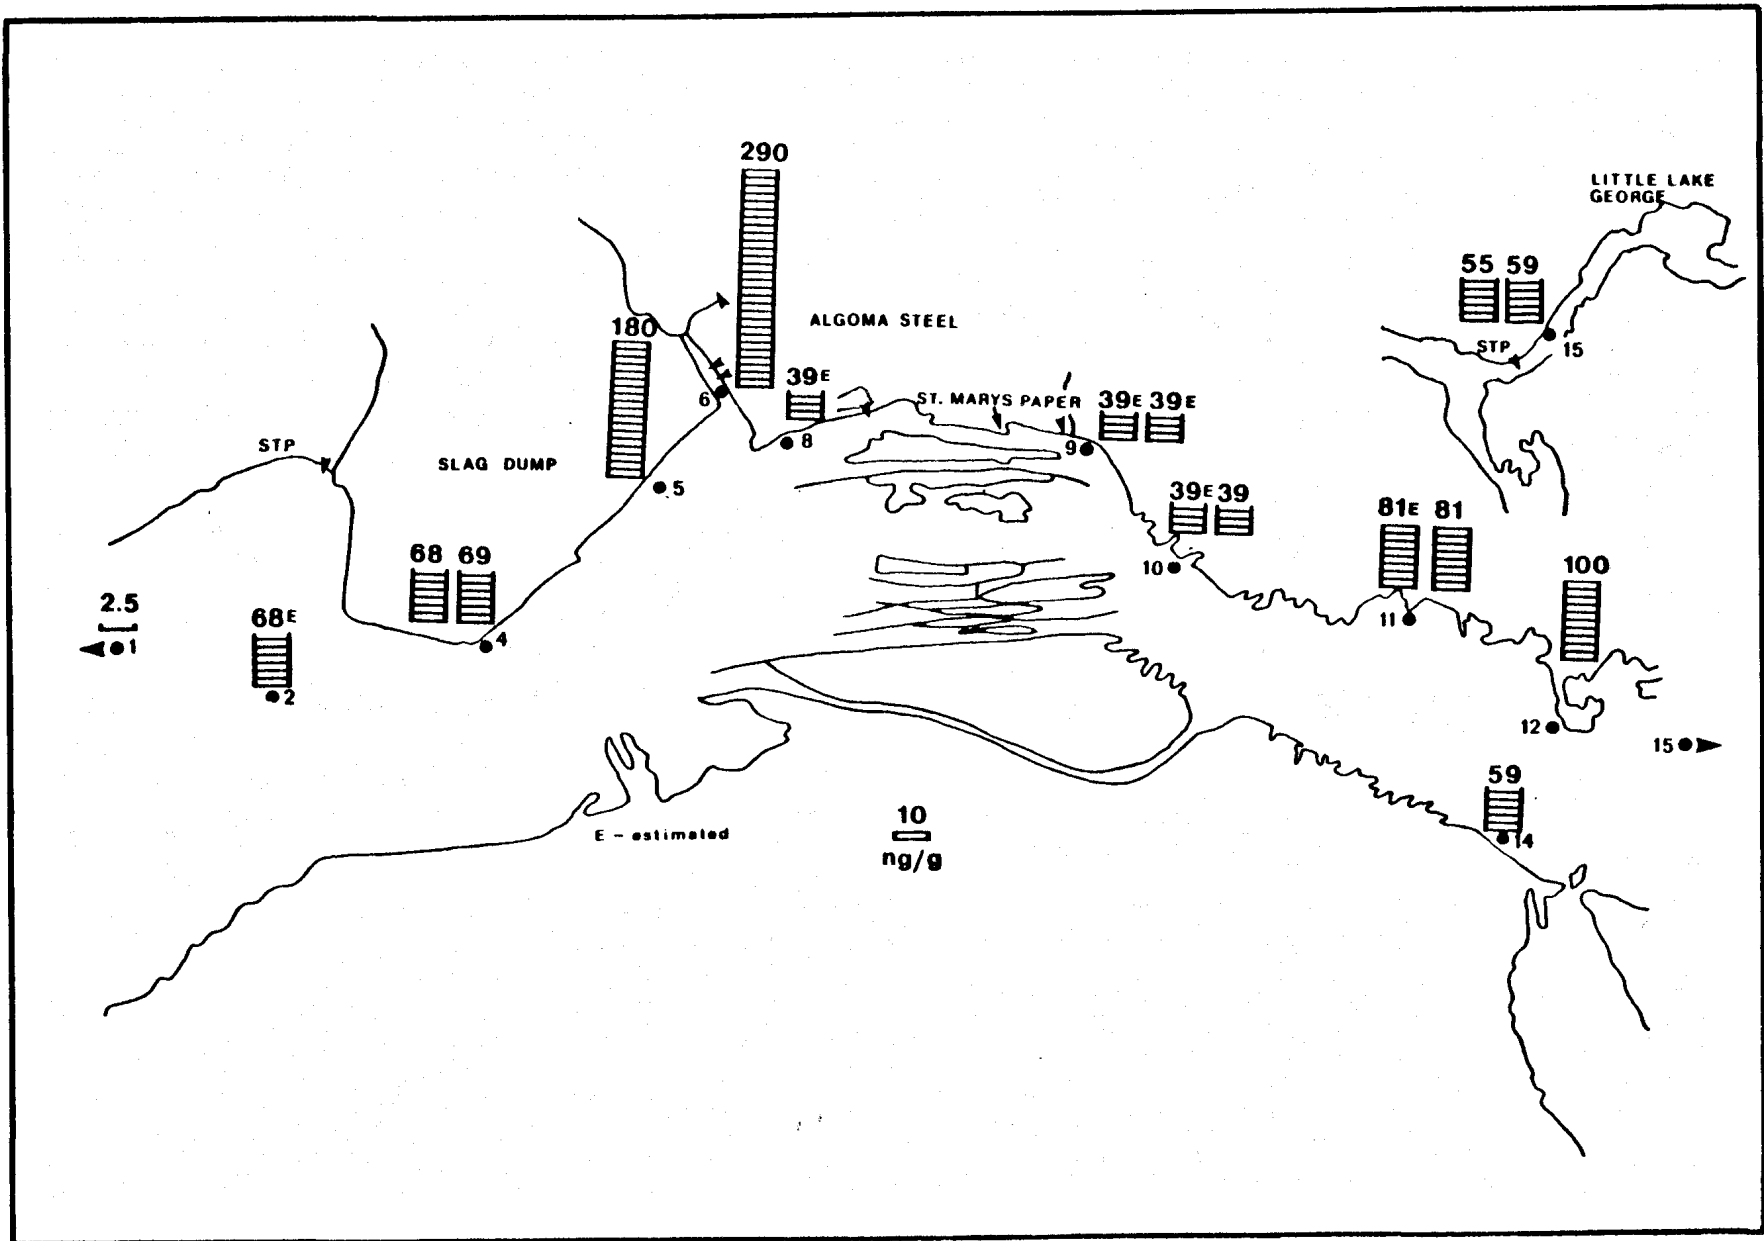 290
LITTLE LAKE
GEORGE
55 59
180
ALGOMA STEEL
STP
15
39E
6
ST. MARYS PAPER
39E 39E
8
9
STP
SLAG DUMP
5
39E 39
81E 81
68 69
10
100
2.5
68E
11
1
4
2
12
15
59
10
E - estimated
14
ng/g